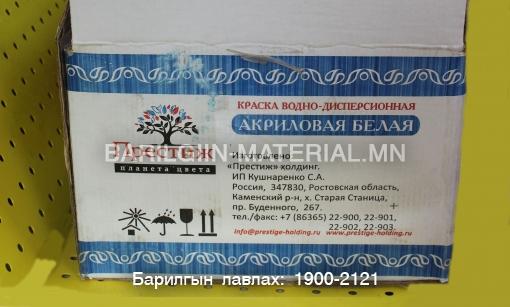 КРАСКА ВОДНО-ДИСПЕРСИОННАЯ
АКРИЛОВАЯ БЕЛАЯ
Престиж
планета цвета
BARILGIIN-MATERIAL.MN
Изготовлено:
«Престиж» холдинг.
ИП Кушнаренко С.А.
Россия, 347830, Ростовская область,
Каменский р-н, х. Старая Станица,
пр. Буденного, 267.
тел./факс: +7 (86365) 22-900, 22-901,
22-902, 22-903.
info@prestige-holding.ru www.prestige-holding.ru
Барилгын лавлах: 1900-2121